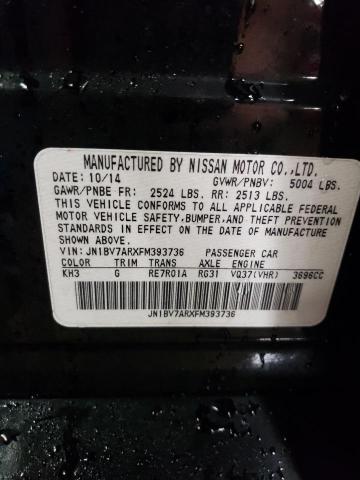 MANUFACTURED BY NISSAN MOTOR CO.,LTD.
DATE: 10/14 GVWR/PNBV: 5004 LBS.
GAWR/PNBE FR: 2524 LBS. RR: 2513 LBS.
THIS VEHICLE CONFORMS TO ALL APPLICABLE FEDERAL
MOTOR VEHICLE SAFETY, BUMPER, AND THEFT PREVENTION
STANDARDS IN EFFECT ON THE DATE OF MANUFACTURE
SHOWN ABOVE.
VIN: JN1BV7ARXFM393736 PASSENGER CAR
COLOR TRIM TRANS AXLE ENGINE
KH3 G RE7R01A RG31 VQ37(VHR) 3696CC
JN1BV7ARXFM393736